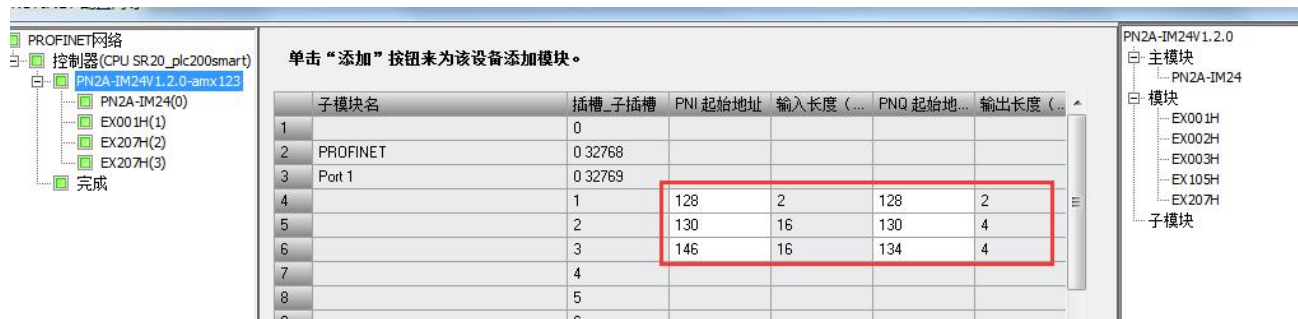 PROFINET网络
控制器(CPU SR20_plc200smart)
PN2A-IM24V1.2.0-amx123
PN2A-IM24(0)
EX001H(1)
EX207H(2)
EX207H(3)
完成
单击“添加”按钮来为该设备添加模块。
子模块名 插槽_子插槽 PNI 起始地址 输入长度（... PNQ 起始地... 输出长度（...
1 0
2 PROFINET 0 32768
3 Port 1 0 32769
4 1 128 2 128 2
5 2 130 16 130 4
6 3 146 16 134 4
7 4
8 5
PN2A-IM24V1.2.0
主模块
PN2A-IM24
模块
EX001H
EX002H
EX003H
EX105H
EX207H
子模块